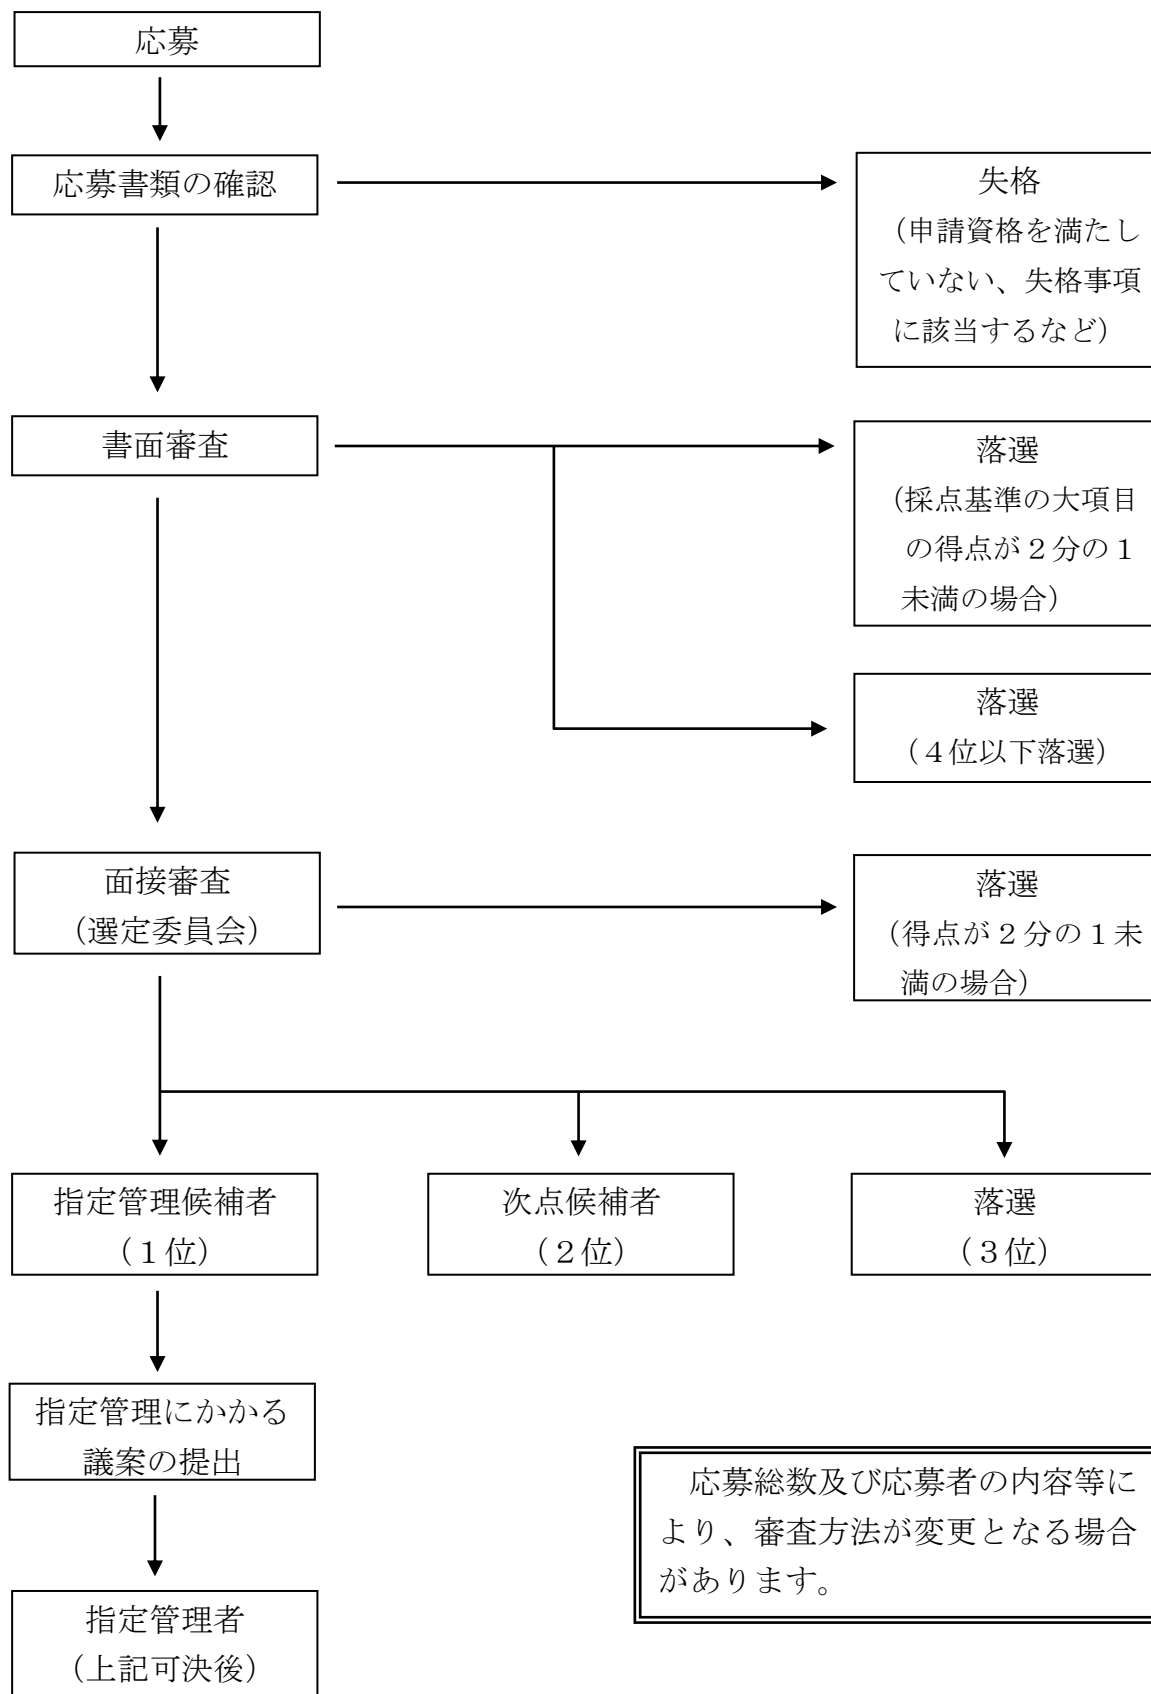 応募
応募書類の確認
失格
（申請資格を満たし
ていない、失格事項
に該当するなど）
書面審査
落選
（採点基準の大項目
の得点が２分の１
未満の場合）
落選
（４位以下落選）
面接審査
（選定委員会）
落選
（得点が２分の１未
満の場合）
指定管理候補者
（１位）
次点候補者
（２位）
落選
（３位）
指定管理にかかる
議案の提出
応募総数及び応募者の内容等に
より、審査方法が変更となる場合
があります。
指定管理者
（上記可決後）